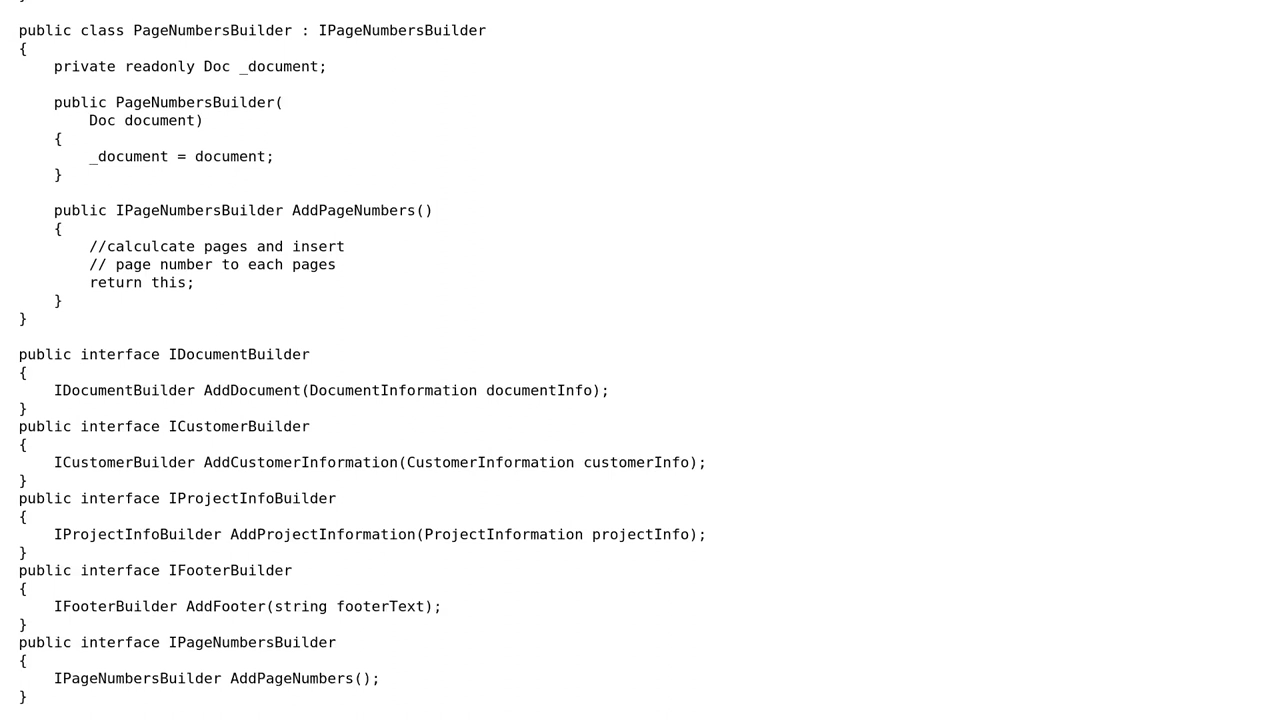 }
public class PageNumbersBuilder : IPageNumbersBuilder
{
    private readonly Doc _document;
    public PageNumbersBuilder(
        Doc document)
    {
        _document = document;
    }
    public IPageNumbersBuilder AddPageNumbers()
    {
        //calculcate pages and insert
        // page number to each pages
        return this;
    }
}
public interface IDocumentBuilder
{
    IDocumentBuilder AddDocument(DocumentInformation documentInfo);
}
public interface ICustomerBuilder
{
    ICustomerBuilder AddCustomerInformation(CustomerInformation customerInfo);
}
public interface IProjectInfoBuilder
{
    IProjectInfoBuilder AddProjectInformation(ProjectInformation projectInfo);
}
public interface IFooterBuilder
{
    IFooterBuilder AddFooter(string footerText);
}
public interface IPageNumbersBuilder
{
    IPageNumbersBuilder AddPageNumbers();
}